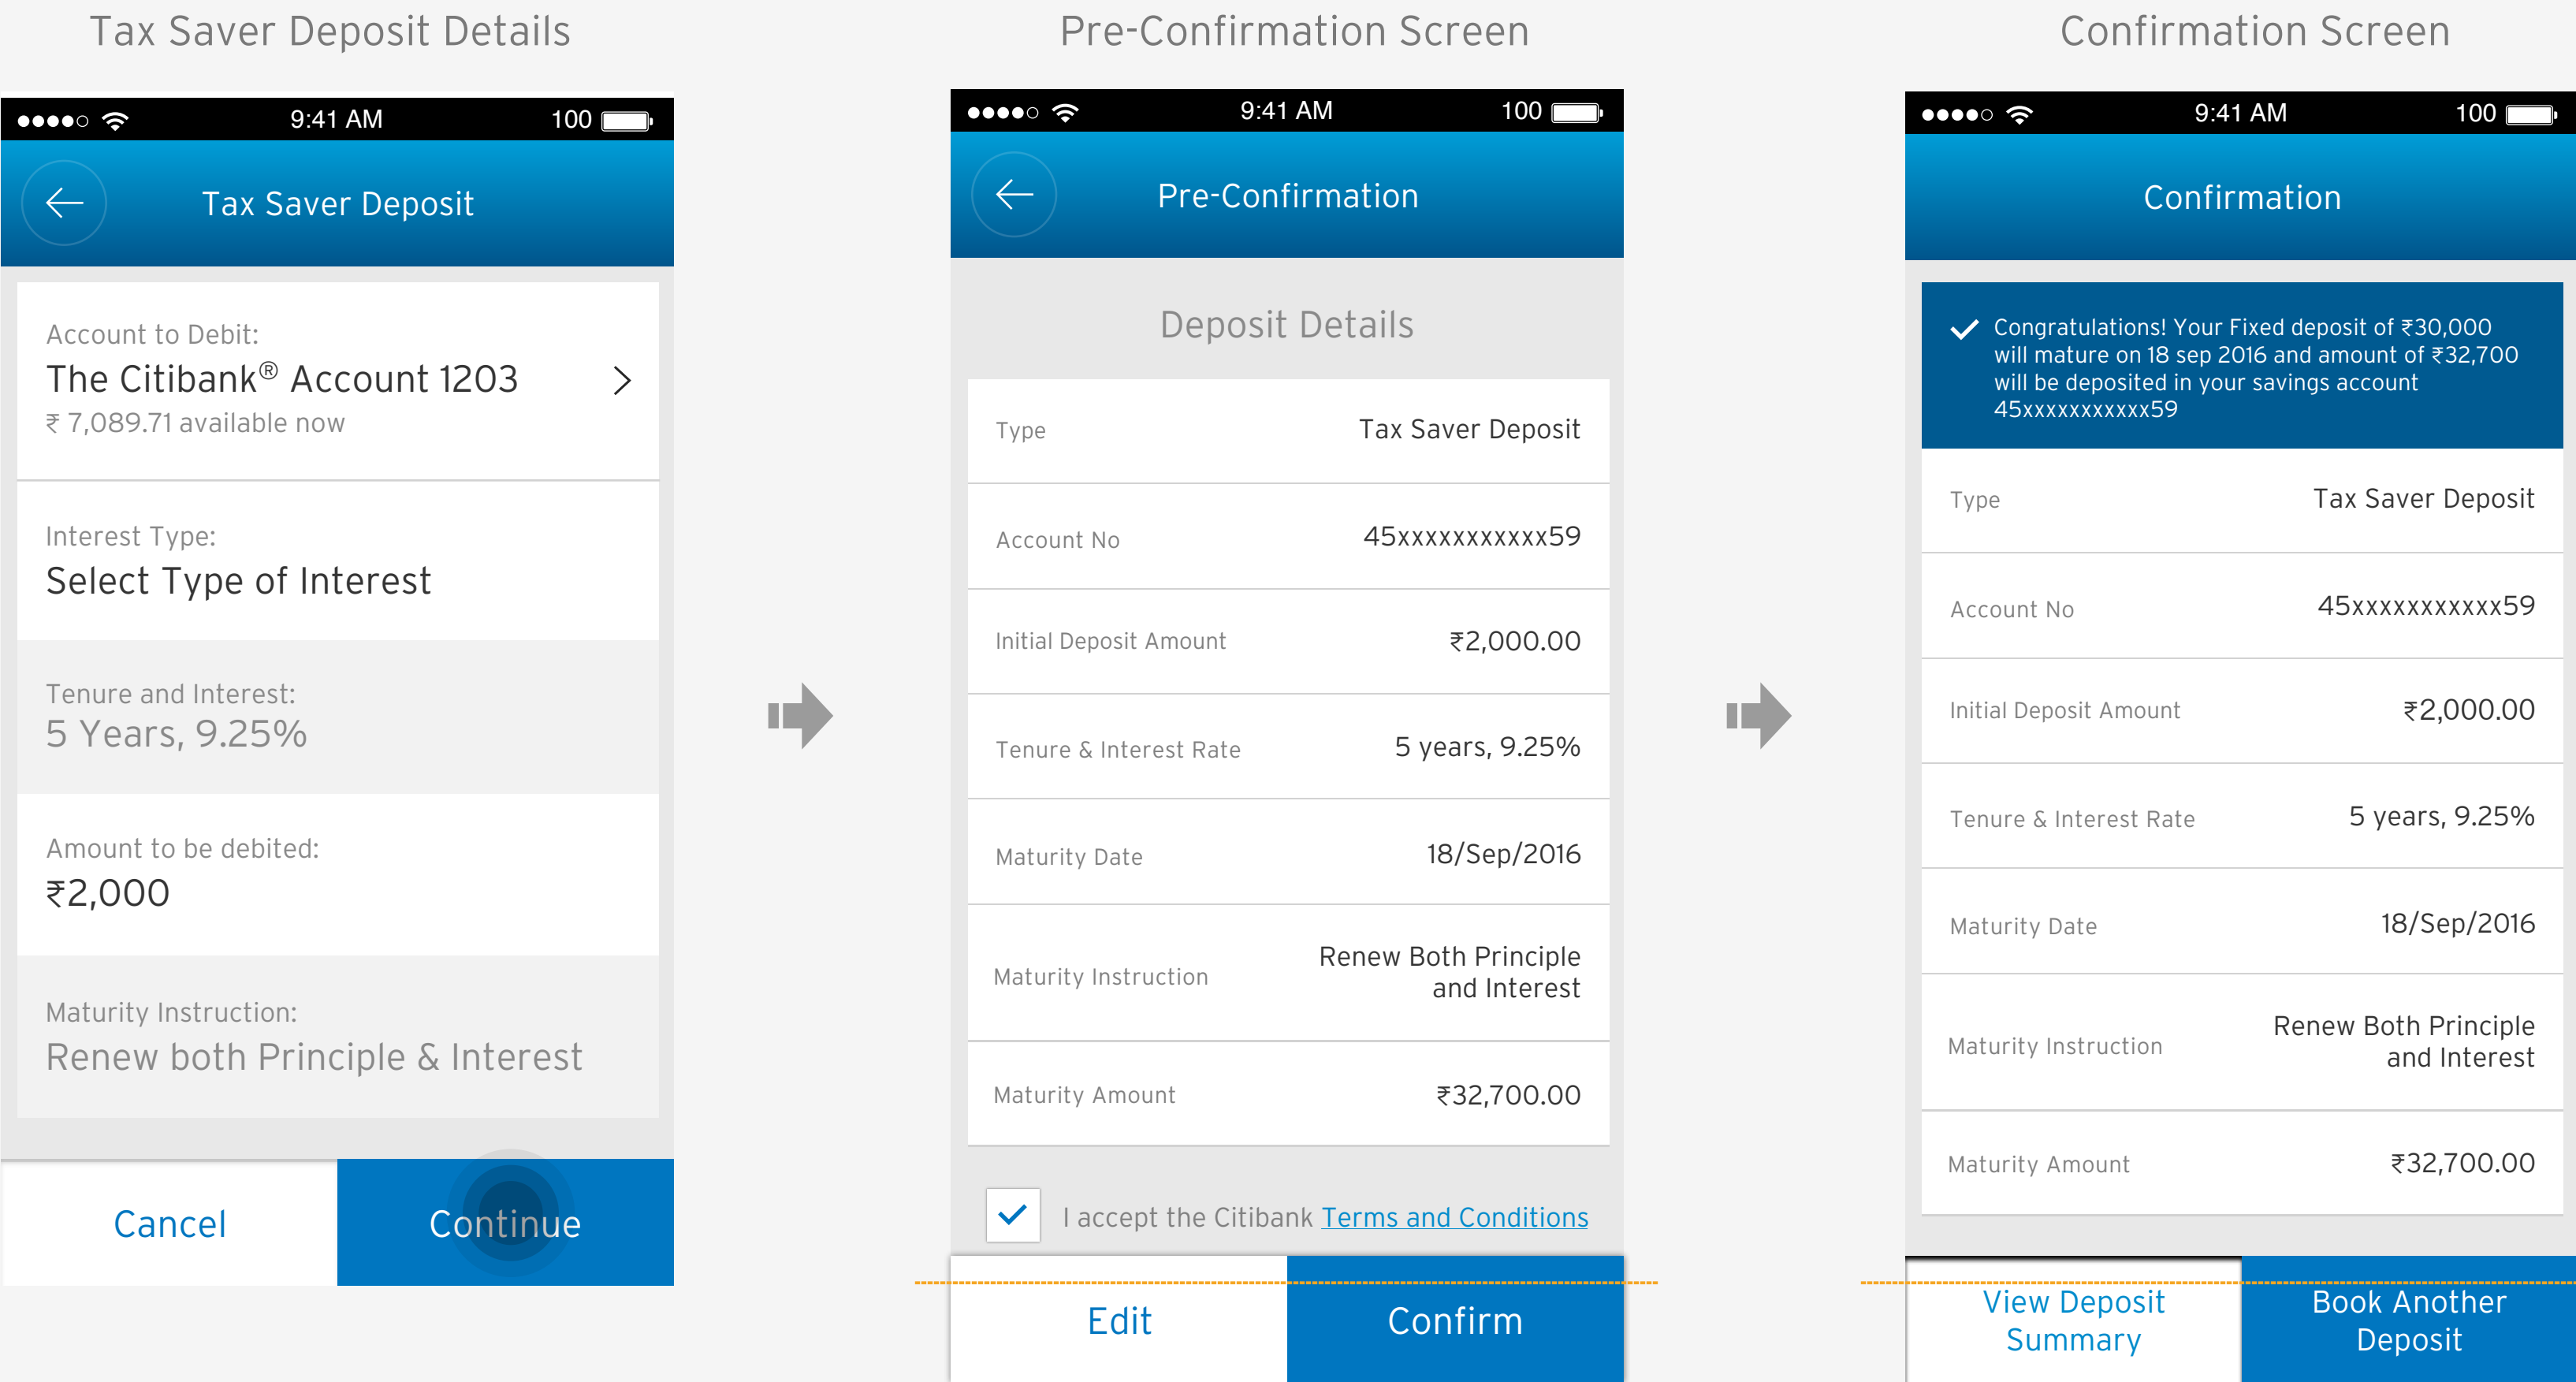 Tax Saver Deposit Details
9:41 AM
100
Tax Saver Deposit
Account to Debit:
The Citibank® Account 1203
₹ 7,089.71 available now
Interest Type:
Select Type of Interest
Tenure and Interest:
5 Years, 9.25%
Amount to be debited:
₹2,000
Maturity Instruction:
Renew both Principle & Interest
Cancel
Continue
Pre-Confirmation Screen
9:41 AM
100
Pre-Confirmation
Deposit Details
Type
Tax Saver Deposit
Account No
45xxxxxxxxxxx59
Initial Deposit Amount
₹2,000.00
Tenure & Interest Rate
5 years, 9.25%
Maturity Date
18/Sep/2016
Maturity Instruction
Renew Both Principle
and Interest
Maturity Amount
₹32,700.00
I accept the Citibank Terms and Conditions
Edit
Confirm
Confirmation Screen
9:41 AM
100
Confirmation
Congratulations! Your Fixed deposit of ₹30,000
will mature on 18 sep 2016 and amount of ₹32,700
will be deposited in your savings account
45xxxxxxxxxxx59
Type
Tax Saver Deposit
Account No
45xxxxxxxxxxx59
Initial Deposit Amount
₹2,000.00
Tenure & Interest Rate
5 years, 9.25%
Maturity Date
18/Sep/2016
Maturity Instruction
Renew Both Principle
and Interest
Maturity Amount
₹32,700.00
View Deposit
Summary
Book Another
Deposit